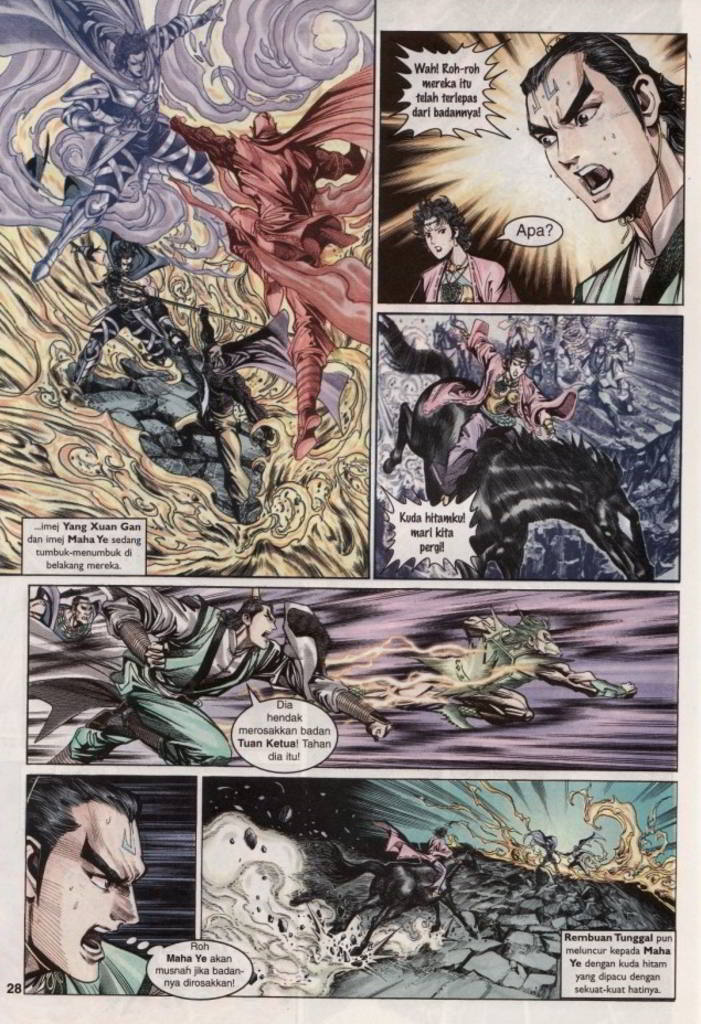 ...imej Yang Xuan Gan
dan imej Maha Ye sedang
tumbuk-menumbuk di
belakang mereka.
Wah! Roh-roh
mereka itu
telah terlepas
dari badannya!
Apa?
Kuda hitamku!
mari kita
pergi!
Dia
hendak
merosakkan badan
Tuan Ketua! Tahan
dia itu!
Roh
Maha Ye akan
musnah jika badan-
nya dirosakkan!
Rembuan Tunggal pun
meluncur kepada Maha
Ye dengan kuda hitam
yang dipacu dengan
sekuat-kuat hatinya.
28